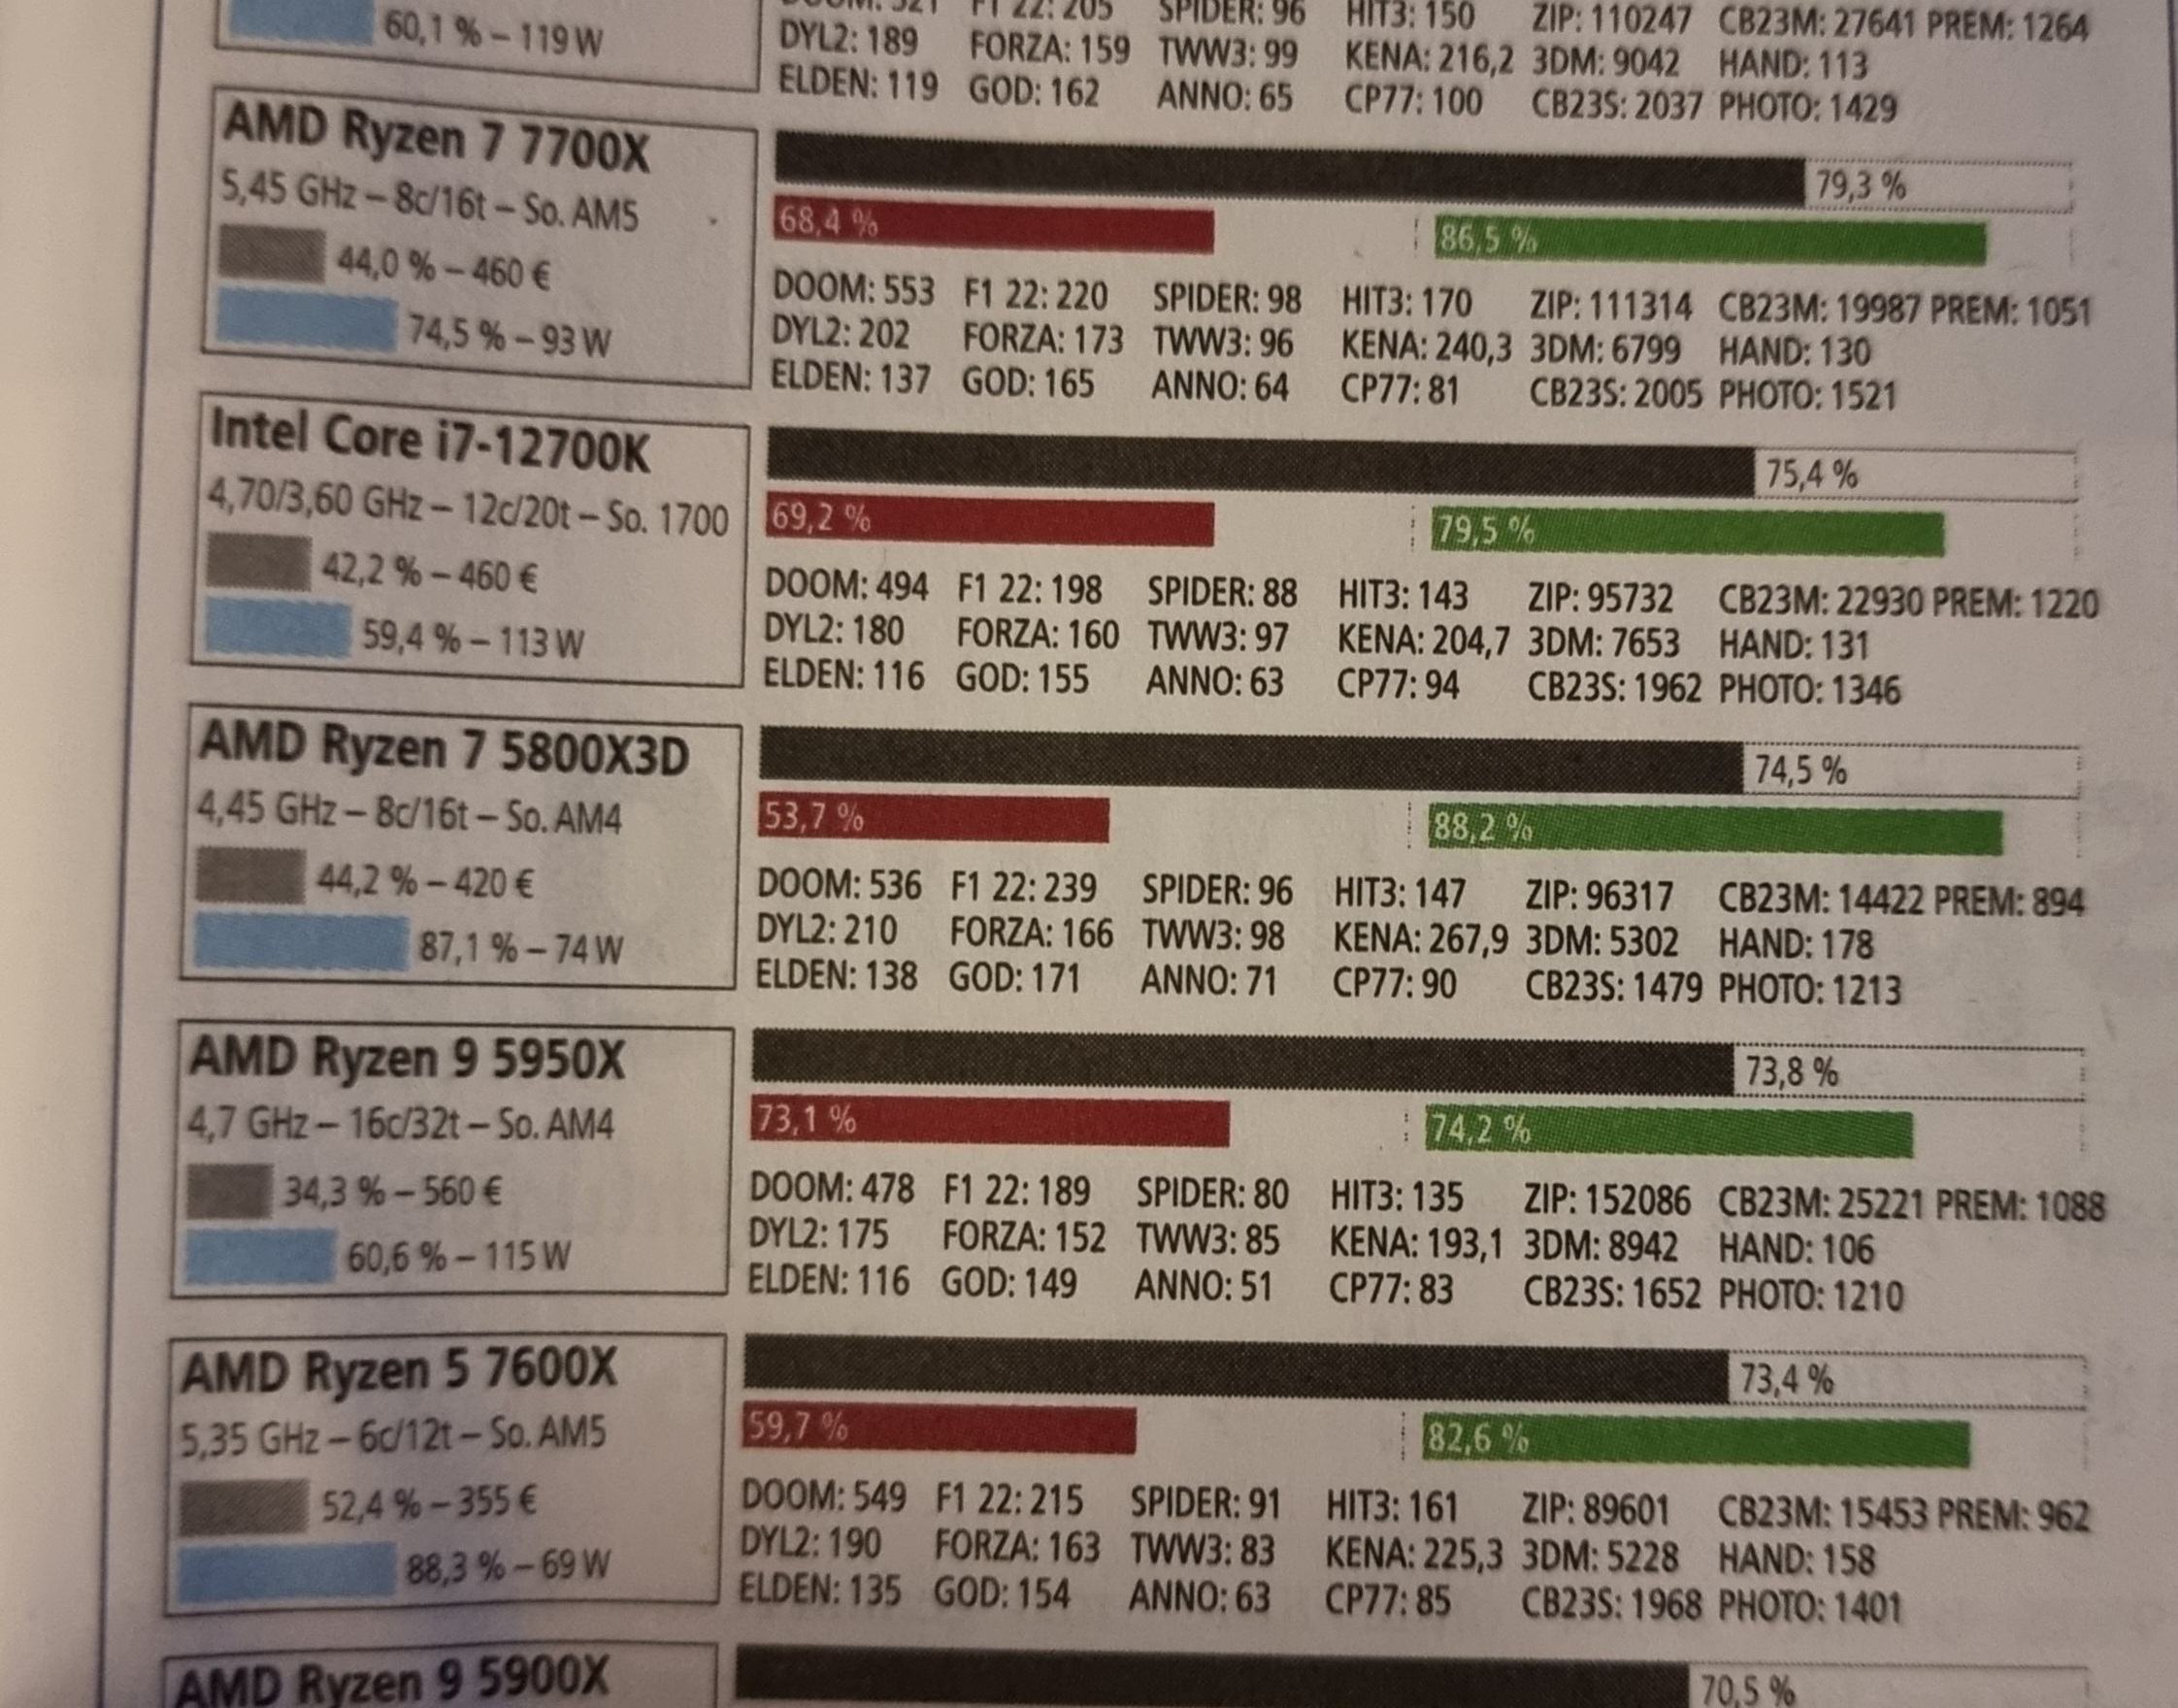 60,1 % – 119 W
DOOM: 521 F1 22: 205 SPIDER: 96 HIT3: 150 ZIP: 110247 CB23M: 27641 PREM: 1264
DYL2: 189 FORZA: 159 TWW3: 99 KENA: 216,2 3DM: 9042 HAND: 113
ELDEN: 119 GOD: 162 ANNO: 65 CP77: 100 CB23S: 2037 PHOTO: 1429
AMD Ryzen 7 7700X
5,45 GHz – 8c/16t – So. AM5
44,0 % – 460 €
74,5 % – 93 W
79,3 %
68,4 % 86,5 %
DOOM: 553 F1 22: 220 SPIDER: 98 HIT3: 170 ZIP: 111314 CB23M: 19987 PREM: 1051
DYL2: 202 FORZA: 173 TWW3: 96 KENA: 240,3 3DM: 6799 HAND: 130
ELDEN: 137 GOD: 165 ANNO: 64 CP77: 81 CB23S: 2005 PHOTO: 1521
Intel Core i7-12700K
4,70/3,60 GHz – 12c/20t – So. 1700
42,2 % – 460 €
59,4 % – 113 W
75,4 %
69,2 % 79,5 %
DOOM: 494 F1 22: 198 SPIDER: 88 HIT3: 143 ZIP: 95732 CB23M: 22930 PREM: 1220
DYL2: 180 FORZA: 160 TWW3: 97 KENA: 204,7 3DM: 7653 HAND: 131
ELDEN: 116 GOD: 155 ANNO: 63 CP77: 94 CB23S: 1962 PHOTO: 1346
AMD Ryzen 7 5800X3D
4,45 GHz – 8c/16t – So. AM4
44,2 % – 420 €
87,1 % – 74 W
74,5 %
53,7 % 88,2 %
DOOM: 536 F1 22: 239 SPIDER: 96 HIT3: 147 ZIP: 96317 CB23M: 14422 PREM: 894
DYL2: 210 FORZA: 166 TWW3: 98 KENA: 267,9 3DM: 5302 HAND: 178
ELDEN: 138 GOD: 171 ANNO: 71 CP77: 90 CB23S: 1479 PHOTO: 1213
AMD Ryzen 9 5950X
4,7 GHz – 16c/32t – So. AM4
34,3 % – 560 €
60,6 % – 115 W
73,8 %
73,1 % 74,2 %
DOOM: 478 F1 22: 189 SPIDER: 80 HIT3: 135 ZIP: 152086 CB23M: 25221 PREM: 1088
DYL2: 175 FORZA: 152 TWW3: 85 KENA: 193,1 3DM: 8942 HAND: 106
ELDEN: 116 GOD: 149 ANNO: 51 CP77: 83 CB23S: 1652 PHOTO: 1210
AMD Ryzen 5 7600X
5,35 GHz – 6c/12t – So. AM5
52,4 % – 355 €
88,3 % – 69 W
73,4 %
59,7 % 82,6 %
DOOM: 549 F1 22: 215 SPIDER: 91 HIT3: 161 ZIP: 89601 CB23M: 15453 PREM: 962
DYL2: 190 FORZA: 163 TWW3: 83 KENA: 225,3 3DM: 5228 HAND: 158
ELDEN: 135 GOD: 154 ANNO: 63 CP77: 85 CB23S: 1968 PHOTO: 1401
AMD Ryzen 9 5900X
70,5 %